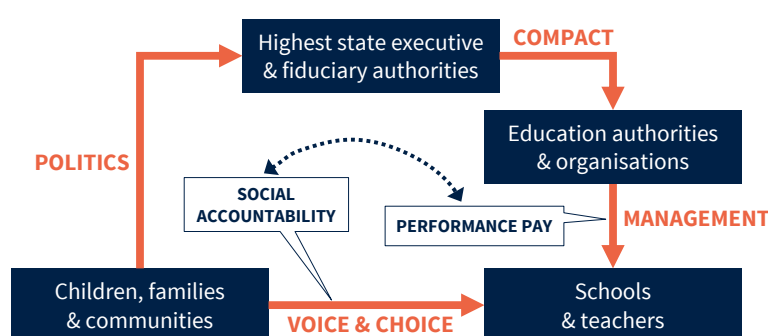 Highest state executive
& fiduciary authorities
COMPACT
Education authorities
& organisations
POLITICS
SOCIAL
ACCOUNTABILITY
PERFORMANCE PAY
MANAGEMENT
Children, families
& communities
VOICE & CHOICE
Schools
& teachers